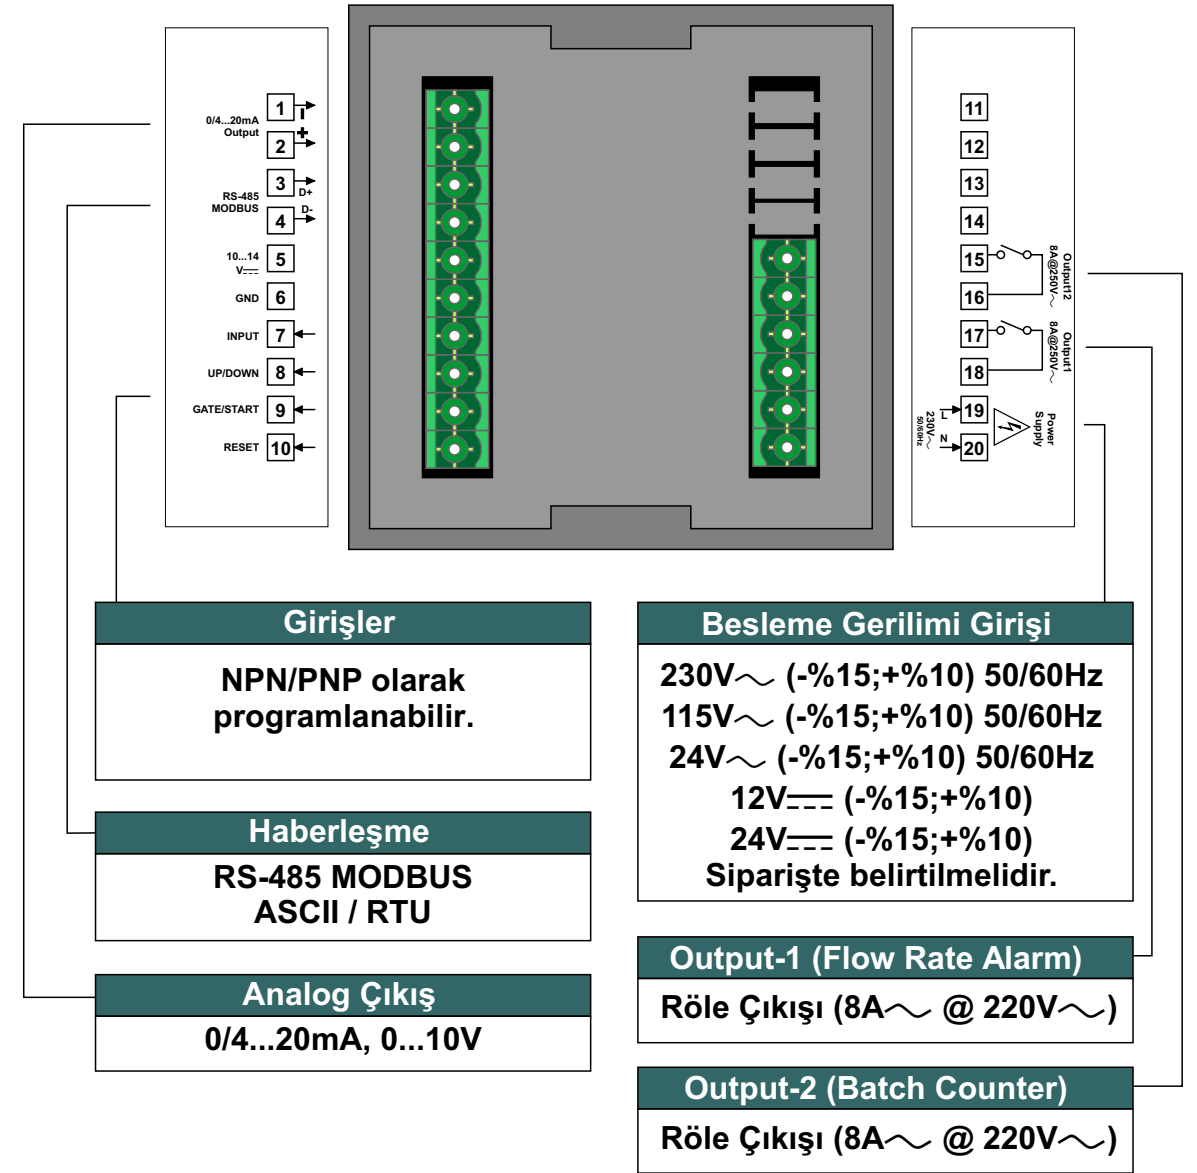 1
0/4...20mA
Output
2
3
D+
RS-485
MODBUS
D-
4
10...14
V
5
GND 6
INPUT 7
UP/DOWN 8
GATE/START 9
RESET 10
11
12
13
14
15
16
Output12
8A@250V～
17
18
Output1
8A@250V～
19
20
L
N
230V～
50/60Hz
Power
Supply
Girişler
NPN/PNP olarak
programlanabilir.
Haberleşme
RS-485 MODBUS
ASCII / RTU
Analog Çıkış
0/4...20mA, 0...10V
Besleme Gerilimi Girişi
230V～ (-%15;+%10) 50/60Hz
115V～ (-%15;+%10) 50/60Hz
24V～ (-%15;+%10) 50/60Hz
12V⎓ (-%15;+%10)
24V⎓ (-%15;+%10)
Siparişte belirtilmelidir.
Output-1 (Flow Rate Alarm)
Röle Çıkışı (8A～ @ 220V～)
Output-2 (Batch Counter)
Röle Çıkışı (8A～ @ 220V～)